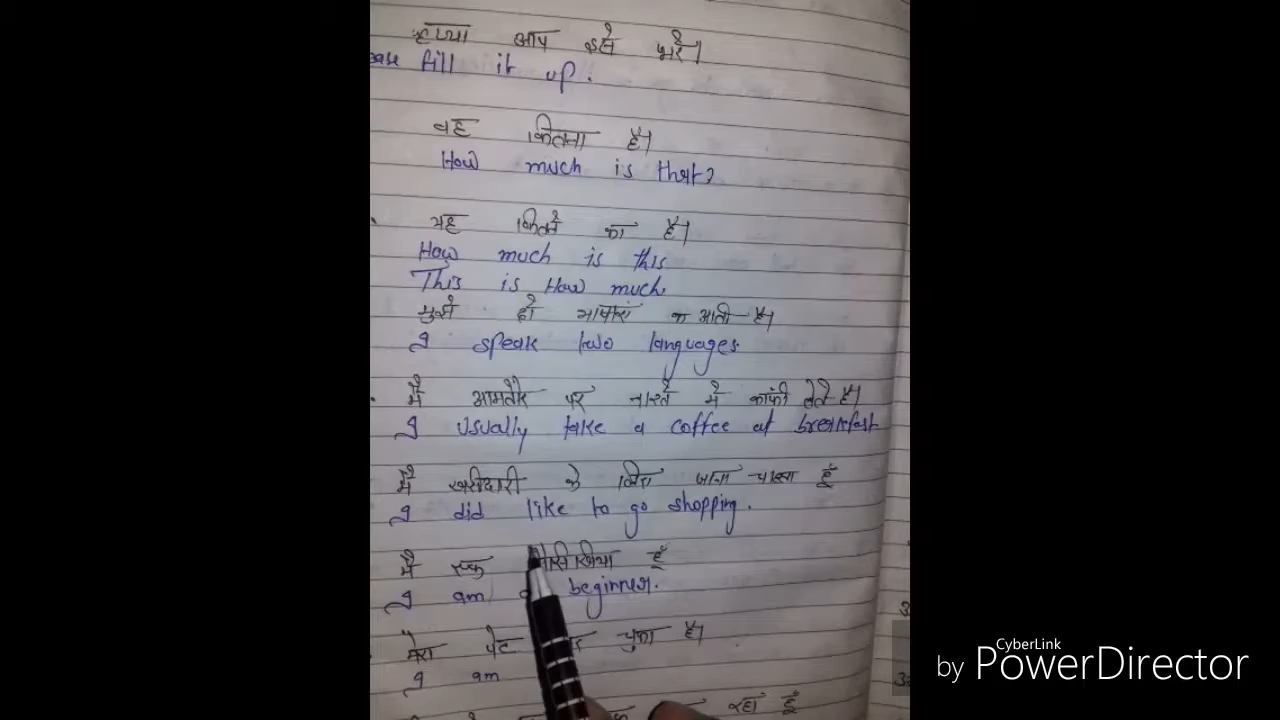 आप इसे भरें।
fill it up.
वह कितना है।
How much is that?
यह कितने का है।
How much is this
This is How much
मुझे दो भाषाएं आती है।
I speak two languages.
मैं आमतौर पर नास्ते में कॉफी लेते है।
I usually take a coffee at breakfast
मैं खरीदारी के लिए जाना चाहता हूँ
I did like to go shopping.
मैं एक हूँ
I am beginner.
मेरा पेट चुका है।
I am
रहा हूँ
CyberLink
by PowerDirector